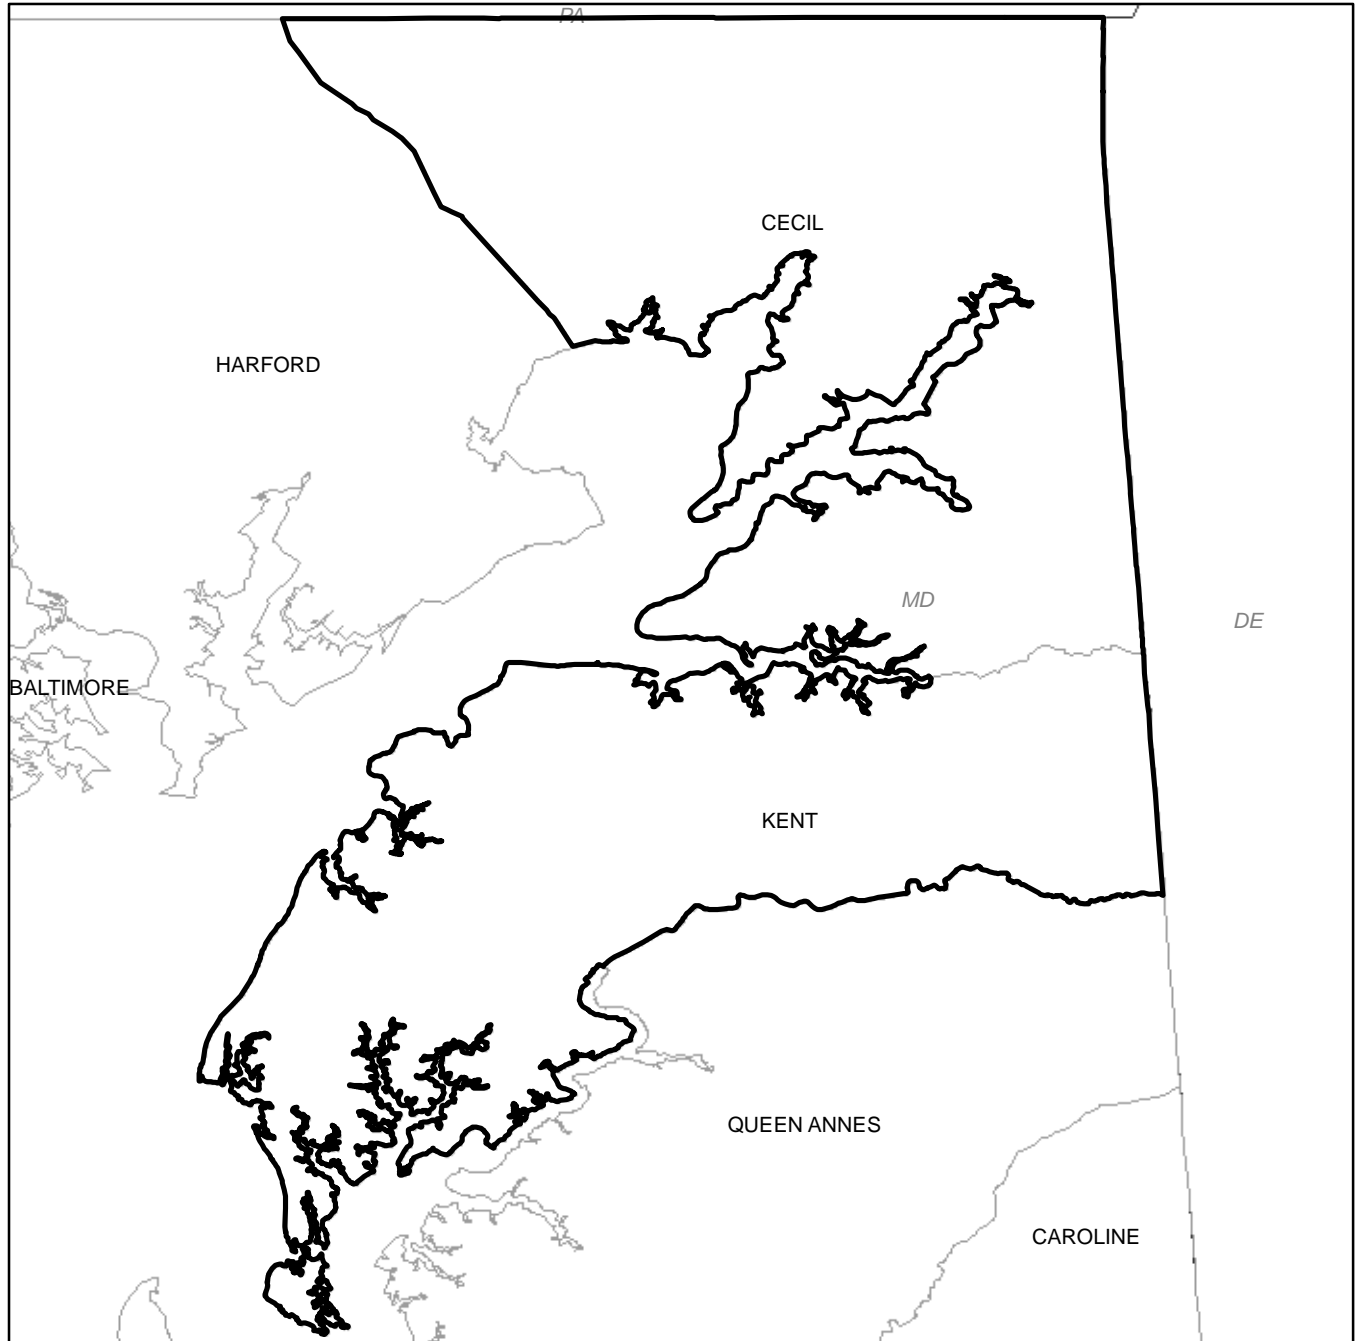 PA
CECIL
HARFORD
MD
DE
BALTIMORE
KENT
QUEEN ANNES
CAROLINE